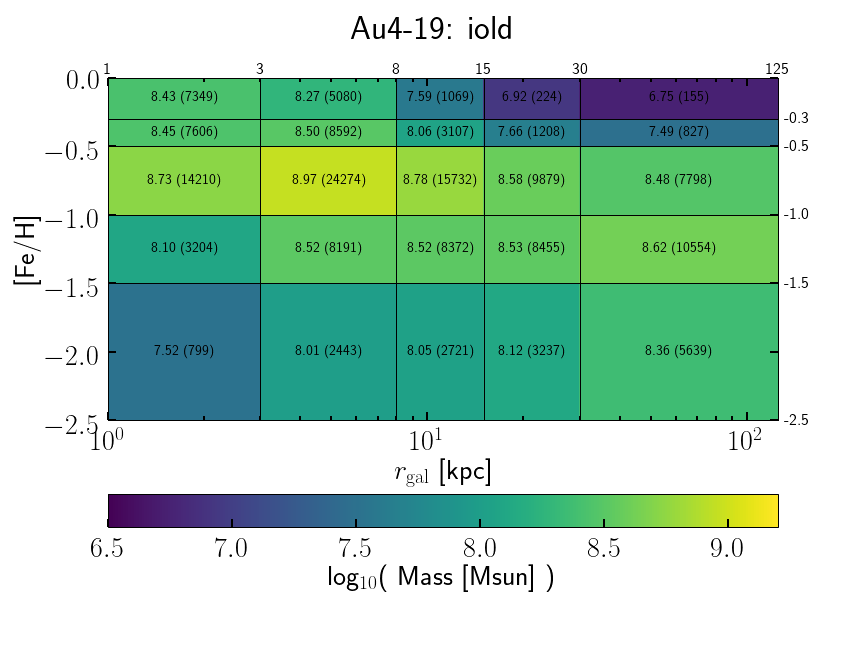 Au4-19: iold
1 3 8 15 30 125
0.0 8.43 (7349) 8.27 (5080) 7.59 (1069) 6.92 (224) 6.75 (155)
-0.3
8.45 (7606) 8.50 (8592) 8.06 (3107) 7.66 (1208) 7.49 (827)
−0.5 -0.5
8.73 (14210) 8.97 (24274) 8.78 (15732) 8.58 (9879) 8.48 (7798)
−1.0 -1.0
[Fe/H]
8.10 (3204) 8.52 (8191) 8.52 (8372) 8.53 (8455) 8.62 (10554)
−1.5 -1.5
−2.0 7.52 (799) 8.01 (2443) 8.05 (2721) 8.12 (3237) 8.36 (5639)
−2.5 -2.5
10⁰ 10¹ 10²
r_gal [kpc]
6.5 7.0 7.5 8.0 8.5 9.0
log₁₀( Mass [Msun] )